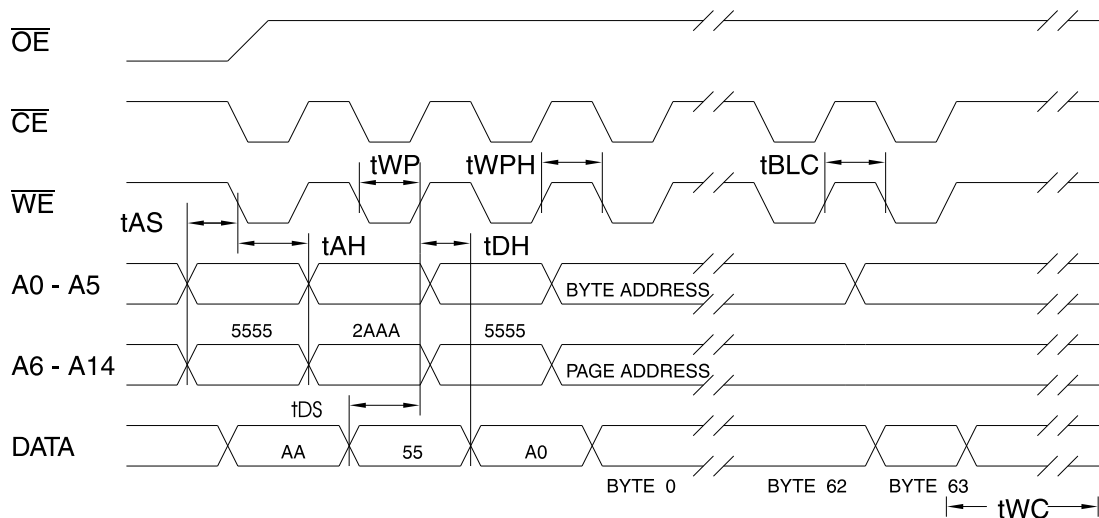 OE
CE
tWP tWPH tBLC
WE
tAS
tAH tDH
A0 - A5 BYTE ADDRESS
5555 2AAA 5555
A6 - A14 PAGE ADDRESS
tDS
DATA AA 55 A0
BYTE 0 BYTE 62 BYTE 63
tWC